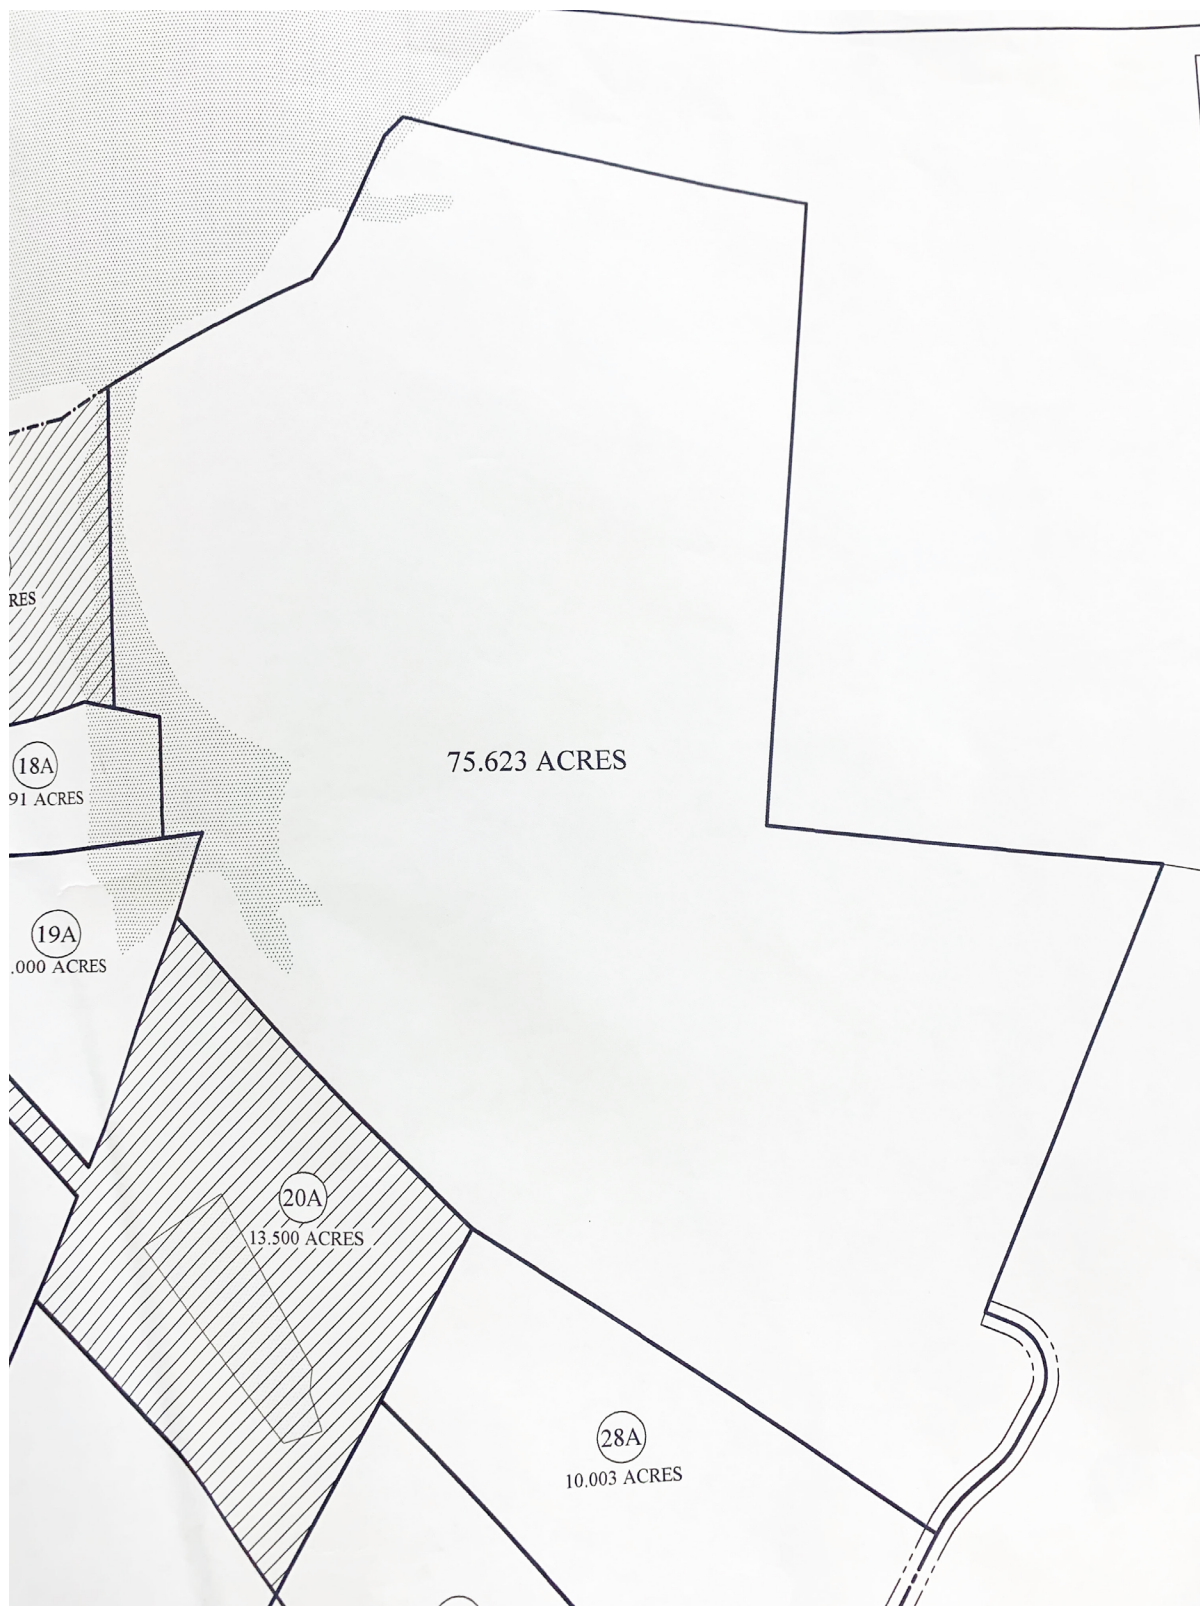 RES
75.623 ACRES
18A
91 ACRES
19A
.000 ACRES
20A
13.500 ACRES
28A
10.003 ACRES